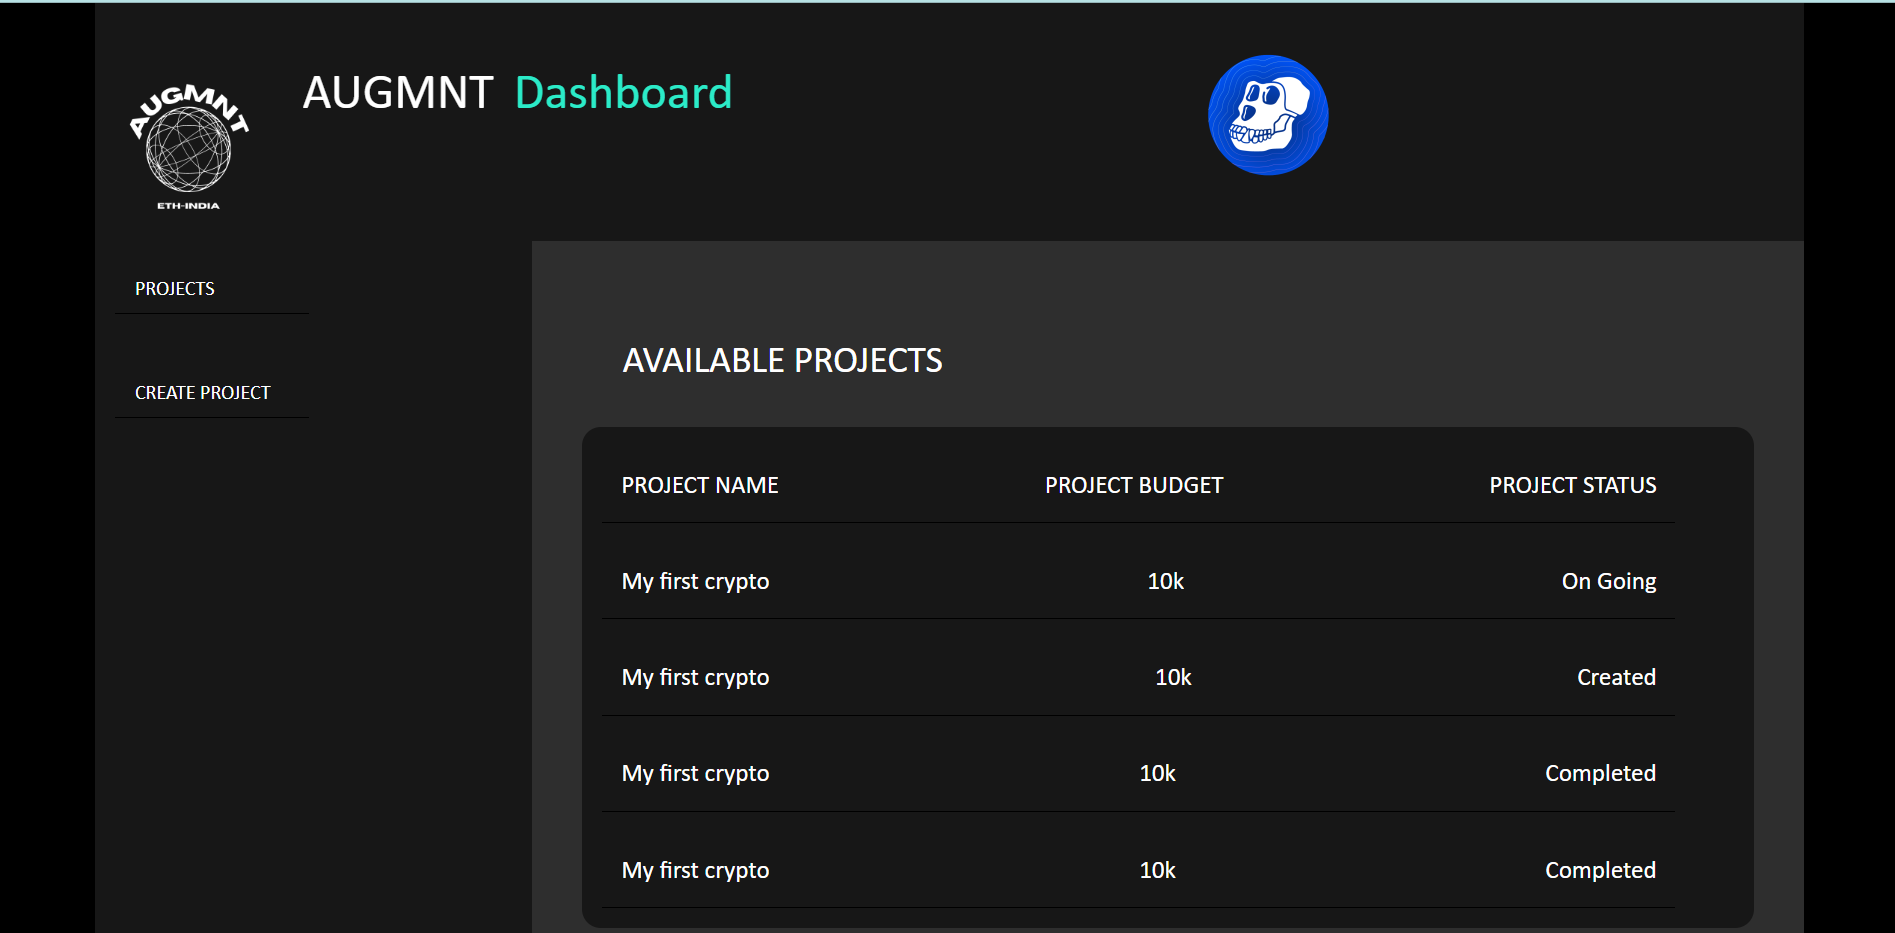 AUGMNT
ETH-INDIA
AUGMNT Dashboard
PROJECTS
CREATE PROJECT
AVAILABLE PROJECTS
PROJECT NAME PROJECT BUDGET PROJECT STATUS
My first crypto 10k On Going
My first crypto 10k Created
My first crypto 10k Completed
My first crypto 10k Completed